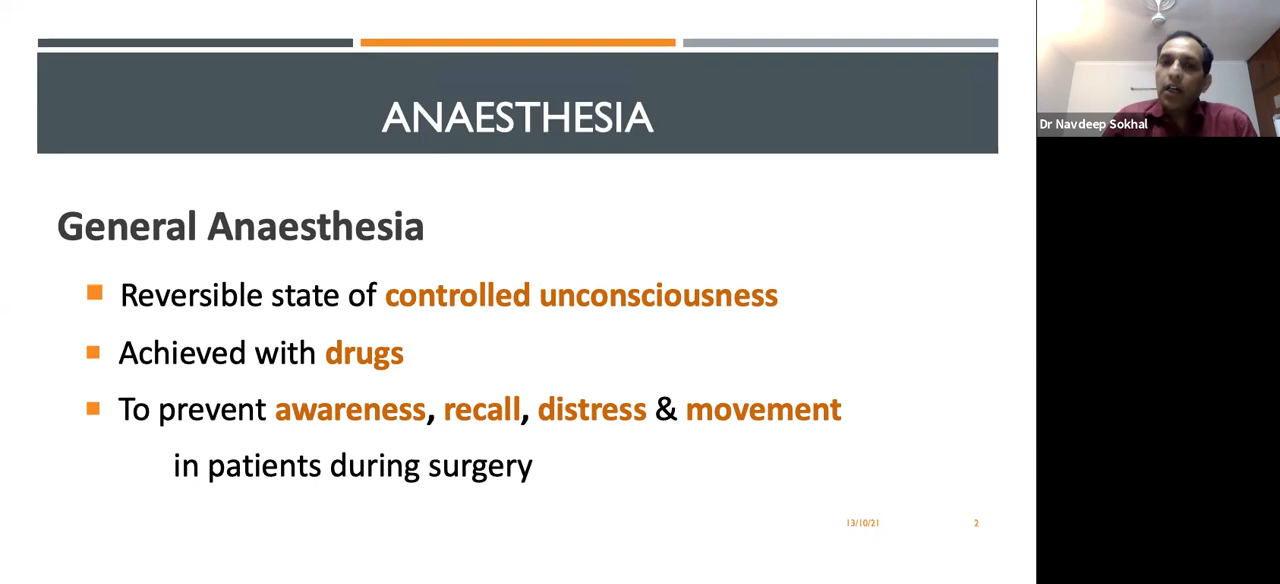 ANAESTHESIA
General Anaesthesia
Reversible state of controlled unconsciousness
Achieved with drugs
To prevent awareness, recall, distress & movement
in patients during surgery
13/10/21 2
Dr Navdeep Sokhal